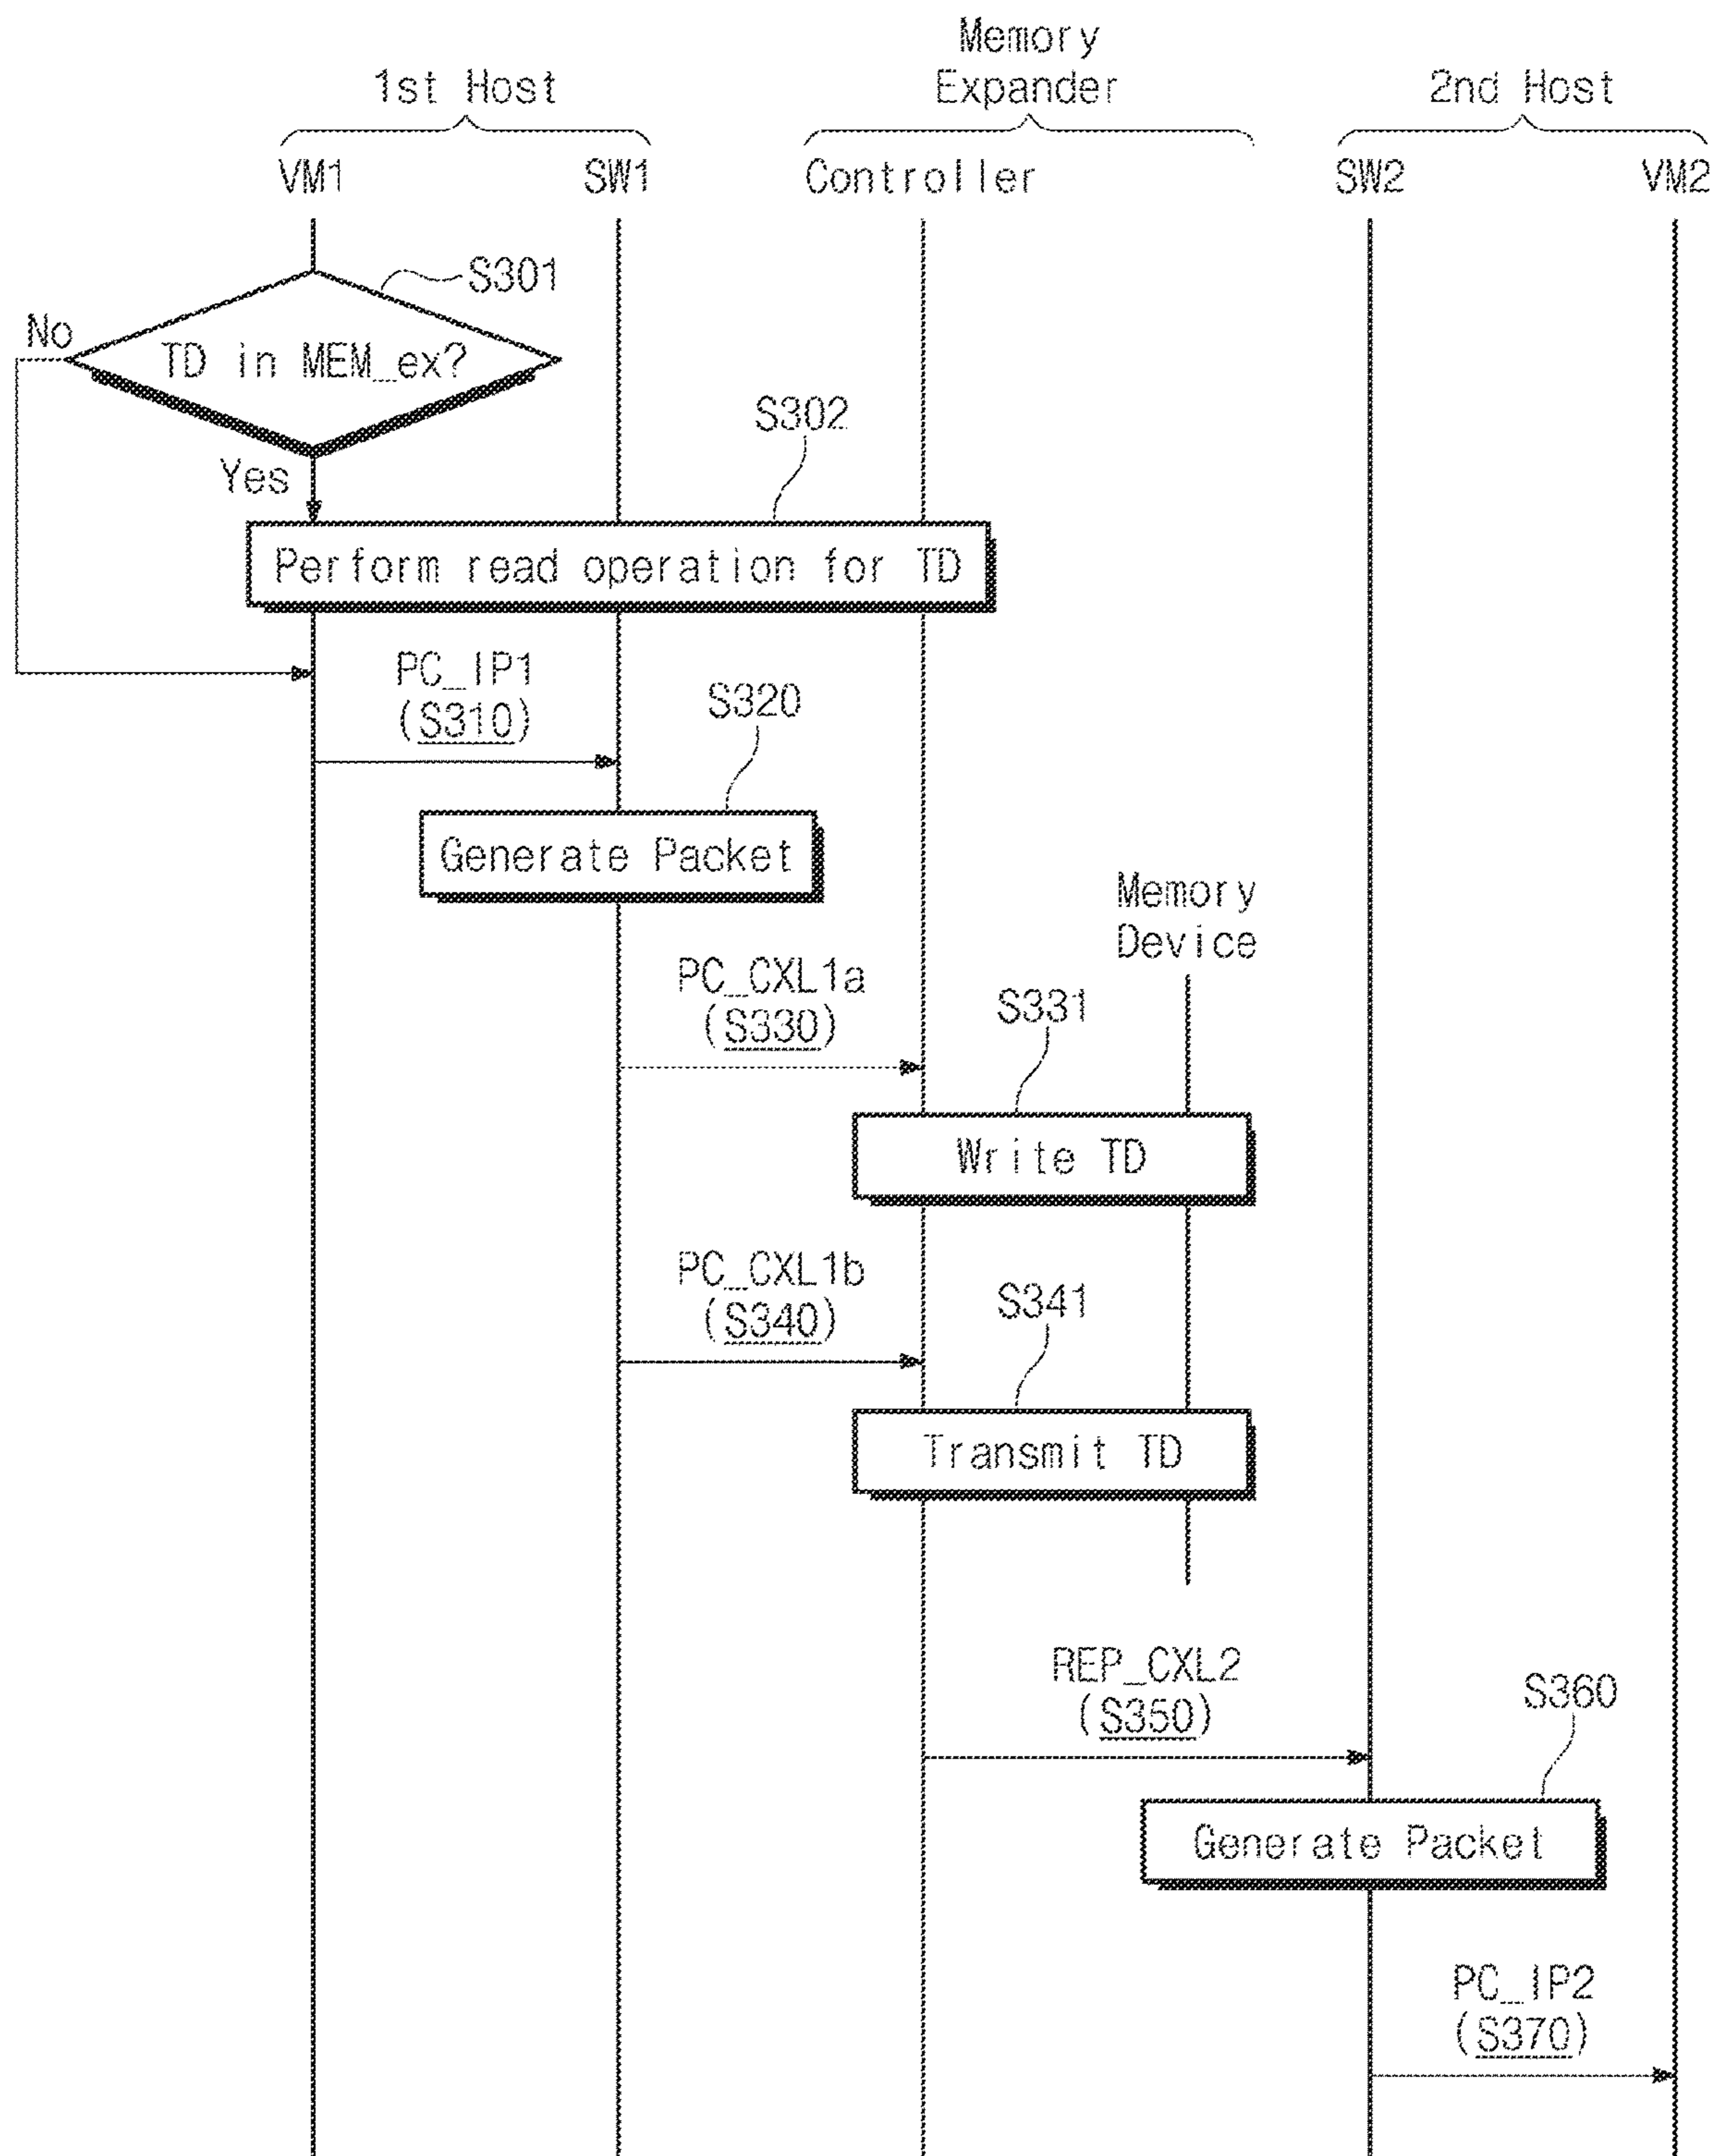 Memory
1st Host
Expander
2nd Host
VM1
SW1
Controller
SW2
VM2
S301
No
TD in MEM_ex?
S302
Yes
Perform read operation for TD
PC_IP1
(S310)
S320
Generate Packet
Memory
Device
PC_CXL1a
(S330)
S331
Write TD
PC_CXL1b
(S340)
S341
Transmit TD
REP_CXL2
(S350)
S360
Generate Packet
PC_IP2
(S370)